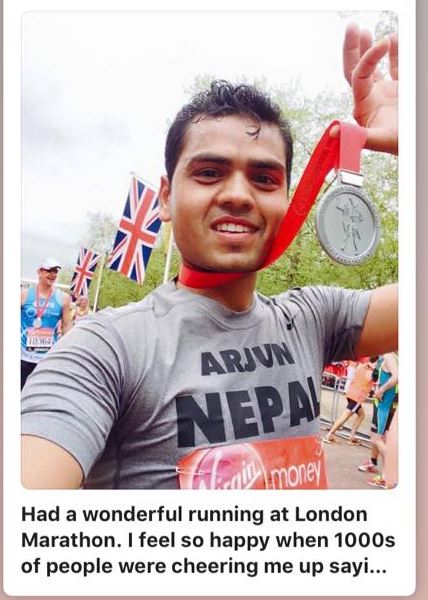 10364
ARJUN
NEPAL
Virgin money
Had a wonderful running at London
Marathon. I feel so happy when 1000s
of people were cheering me up sayi...